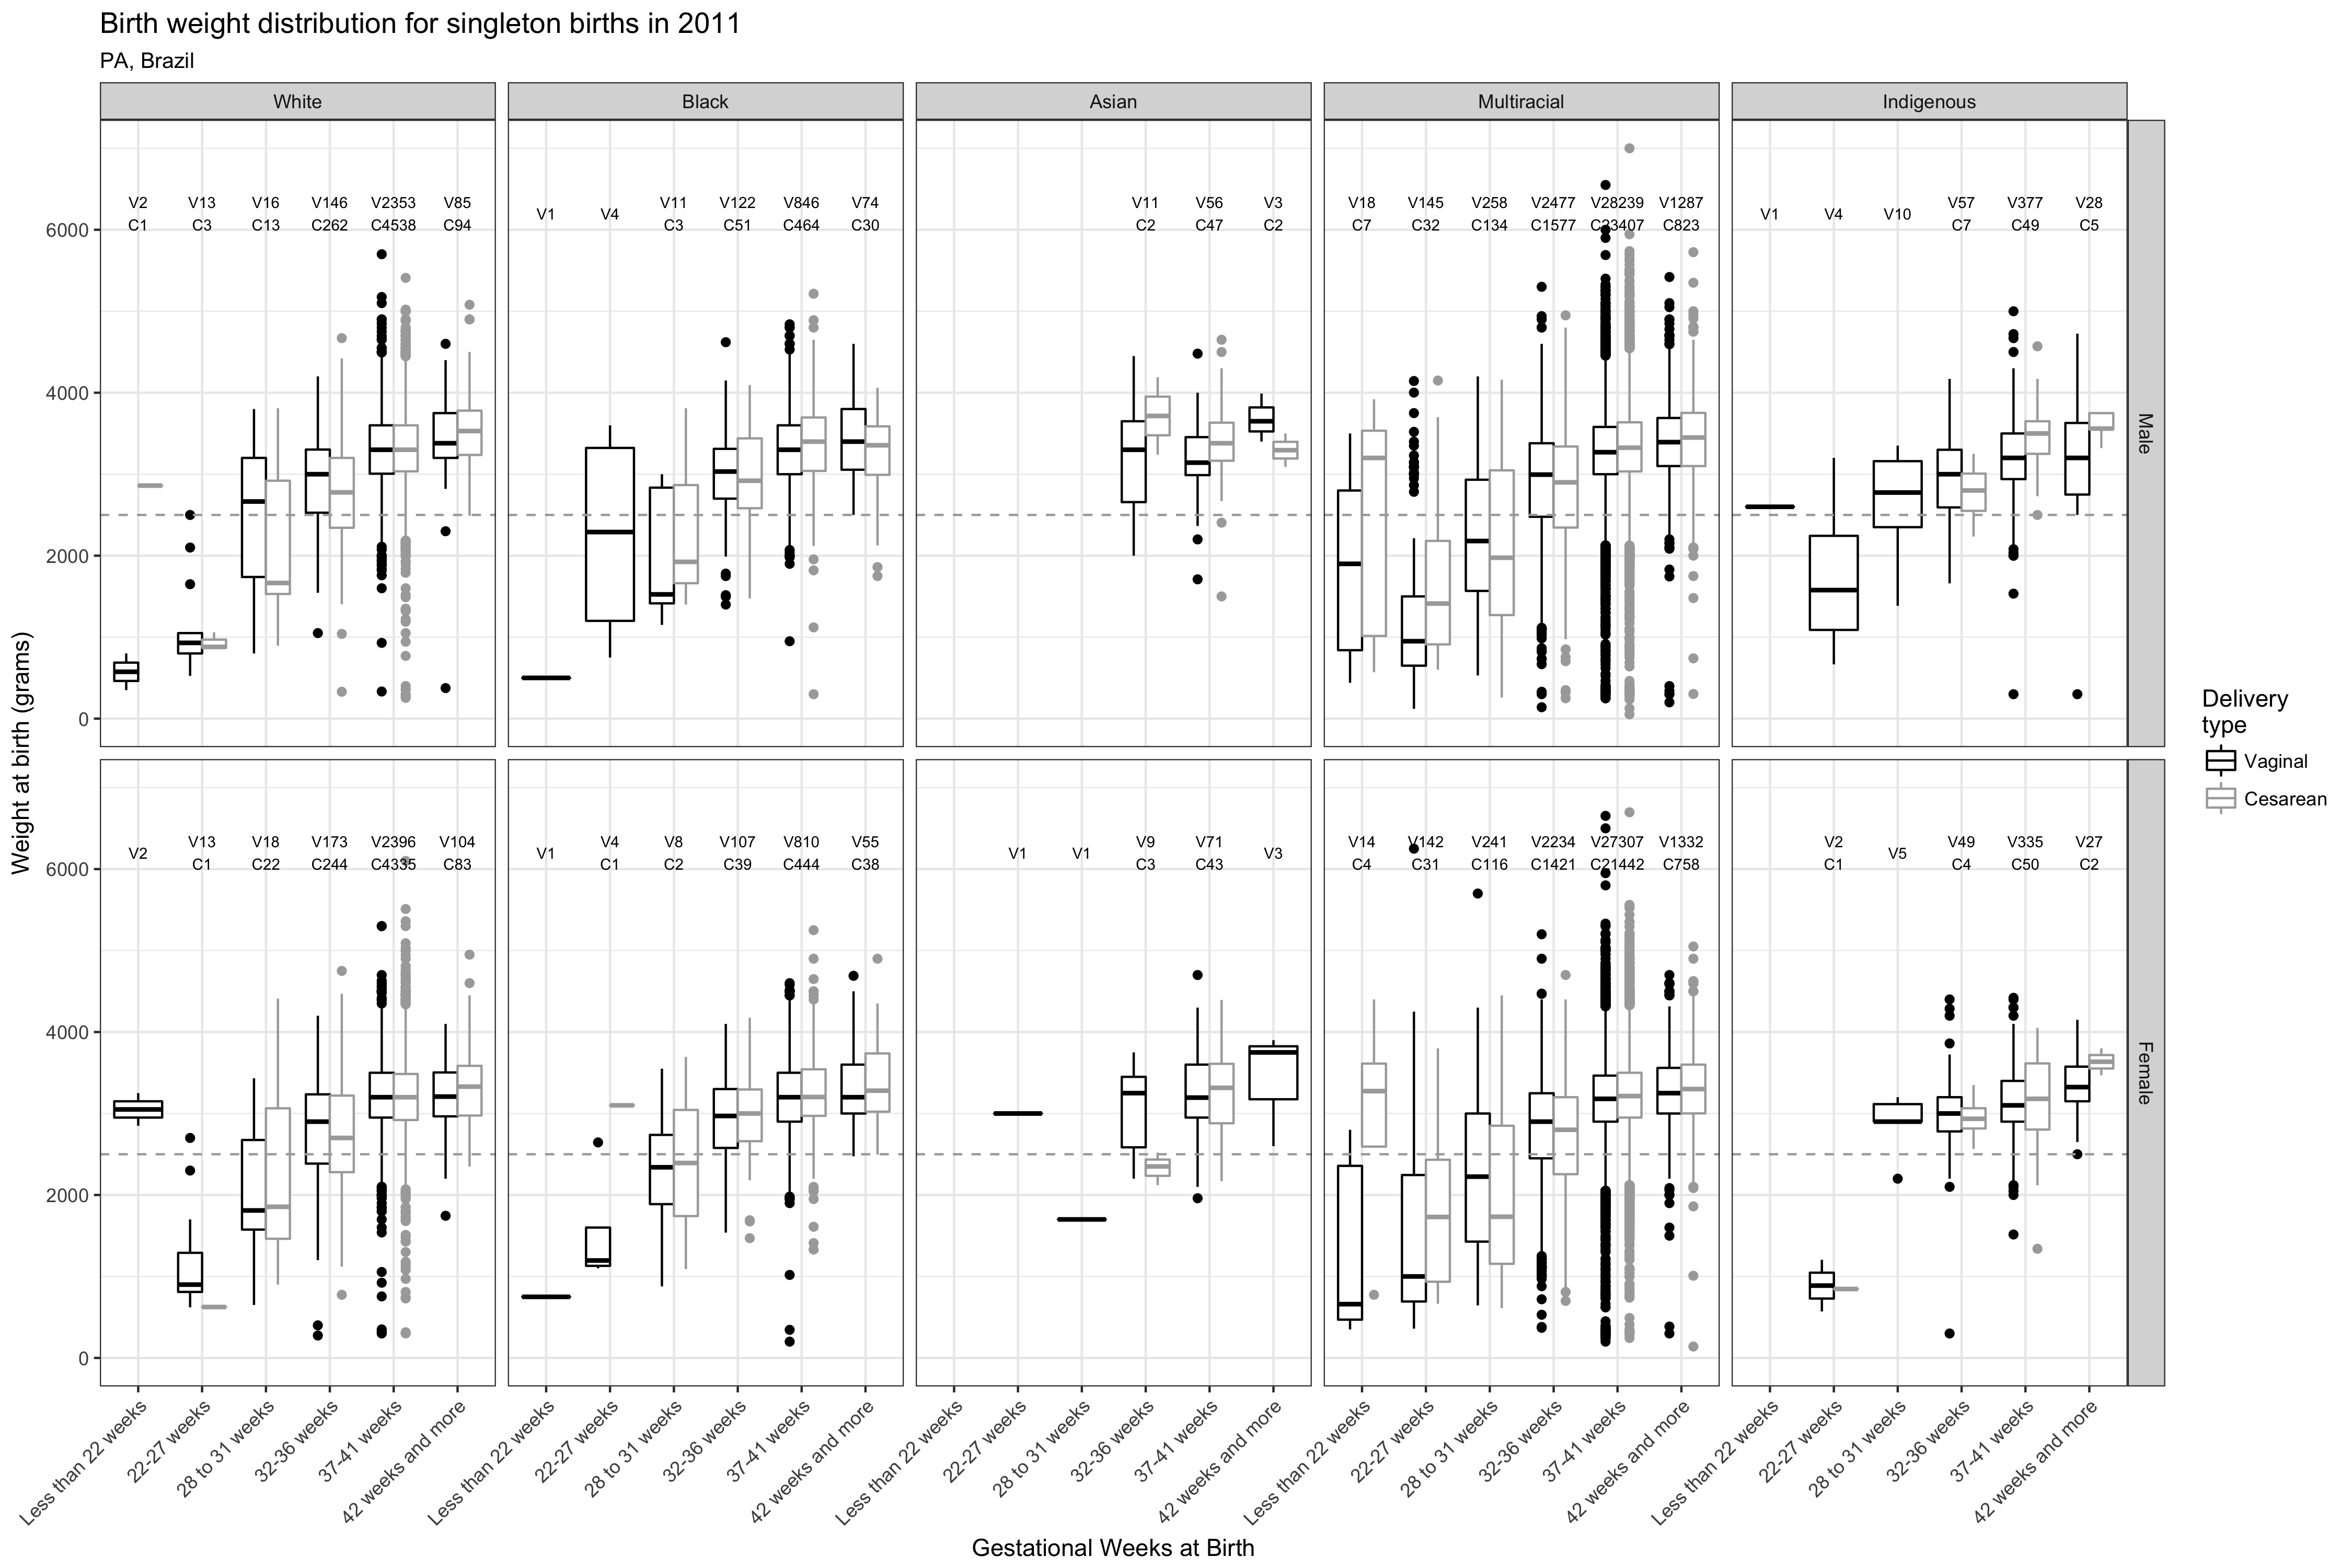 Birth weight distribution for singleton births in 2011
PA, Brazil
White
Black
Asian
Multiracial
Indigenous
V2 V13 V16 V146 V2353 V85
C1 C3 C13 C262 C4538 C94
V1 V4 V11 V122 V846 V74
C3 C51 C464 C30
V11 V56 V3
C2 C47 C2
V18 V145 V258 V2477 V28239 V1287
C7 C32 C134 C1577 C23407 C823
V1 V4 V10 V57 V377 V28
C7 C49 C5
6000
4000
2000
0
Male
V2 V13 V18 V173 V2396 V104
C1 C22 C244 C4335 C83
V1 V4 V8 V107 V810 V55
C1 C2 C39 C444 C38
V1 V1 V9 V71 V3
C3 C43
V14 V142 V241 V2234 V27307 V1332
C4 C31 C116 C1421 C21442 C758
V2 V5 V49 V335 V27
C1 C4 C50 C2
6000
4000
2000
0
Female
Weight at birth (grams)
Less than 22 weeks
22-27 weeks
28 to 31 weeks
32-36 weeks
37-41 weeks
42 weeks and more
Less than 22 weeks
22-27 weeks
28 to 31 weeks
32-36 weeks
37-41 weeks
42 weeks and more
Less than 22 weeks
22-27 weeks
28 to 31 weeks
32-36 weeks
37-41 weeks
42 weeks and more
Less than 22 weeks
22-27 weeks
28 to 31 weeks
32-36 weeks
37-41 weeks
42 weeks and more
Less than 22 weeks
22-27 weeks
28 to 31 weeks
32-36 weeks
37-41 weeks
42 weeks and more
Gestational Weeks at Birth
Delivery
type
Vaginal
Cesarean